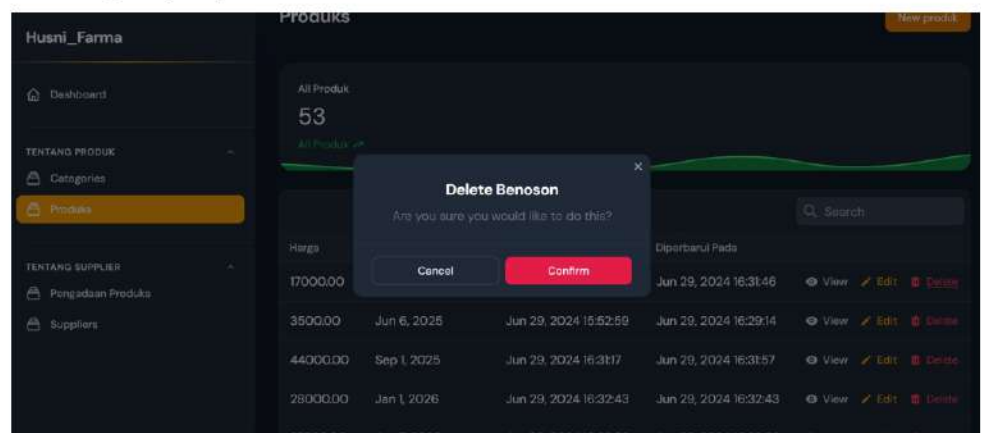 Produks
New produk
Husni_Farma
Dashboard
TENTANG PRODUK
Categories
Produks
TENTANG SUPPLIER
Pengadaan Produks
Suppliers
All Produk
53
All Produk
Delete Benoson
Are you sure you would like to do this?
Cancel
Confirm
Search
Harga Diperbarui Pada
17000.00 Jun 29, 2024 16:31:46 View Edit Delete
3500.00 Jun 6, 2025 Jun 29, 2024 15:52:59 Jun 29, 2024 16:29:14 View Edit Delete
44000.00 Sep 1, 2025 Jun 29, 2024 16:31:17 Jun 29, 2024 16:31:57 View Edit Delete
28000.00 Jan 1, 2026 Jun 29, 2024 16:32:43 Jun 29, 2024 16:32:43 View Edit Delete